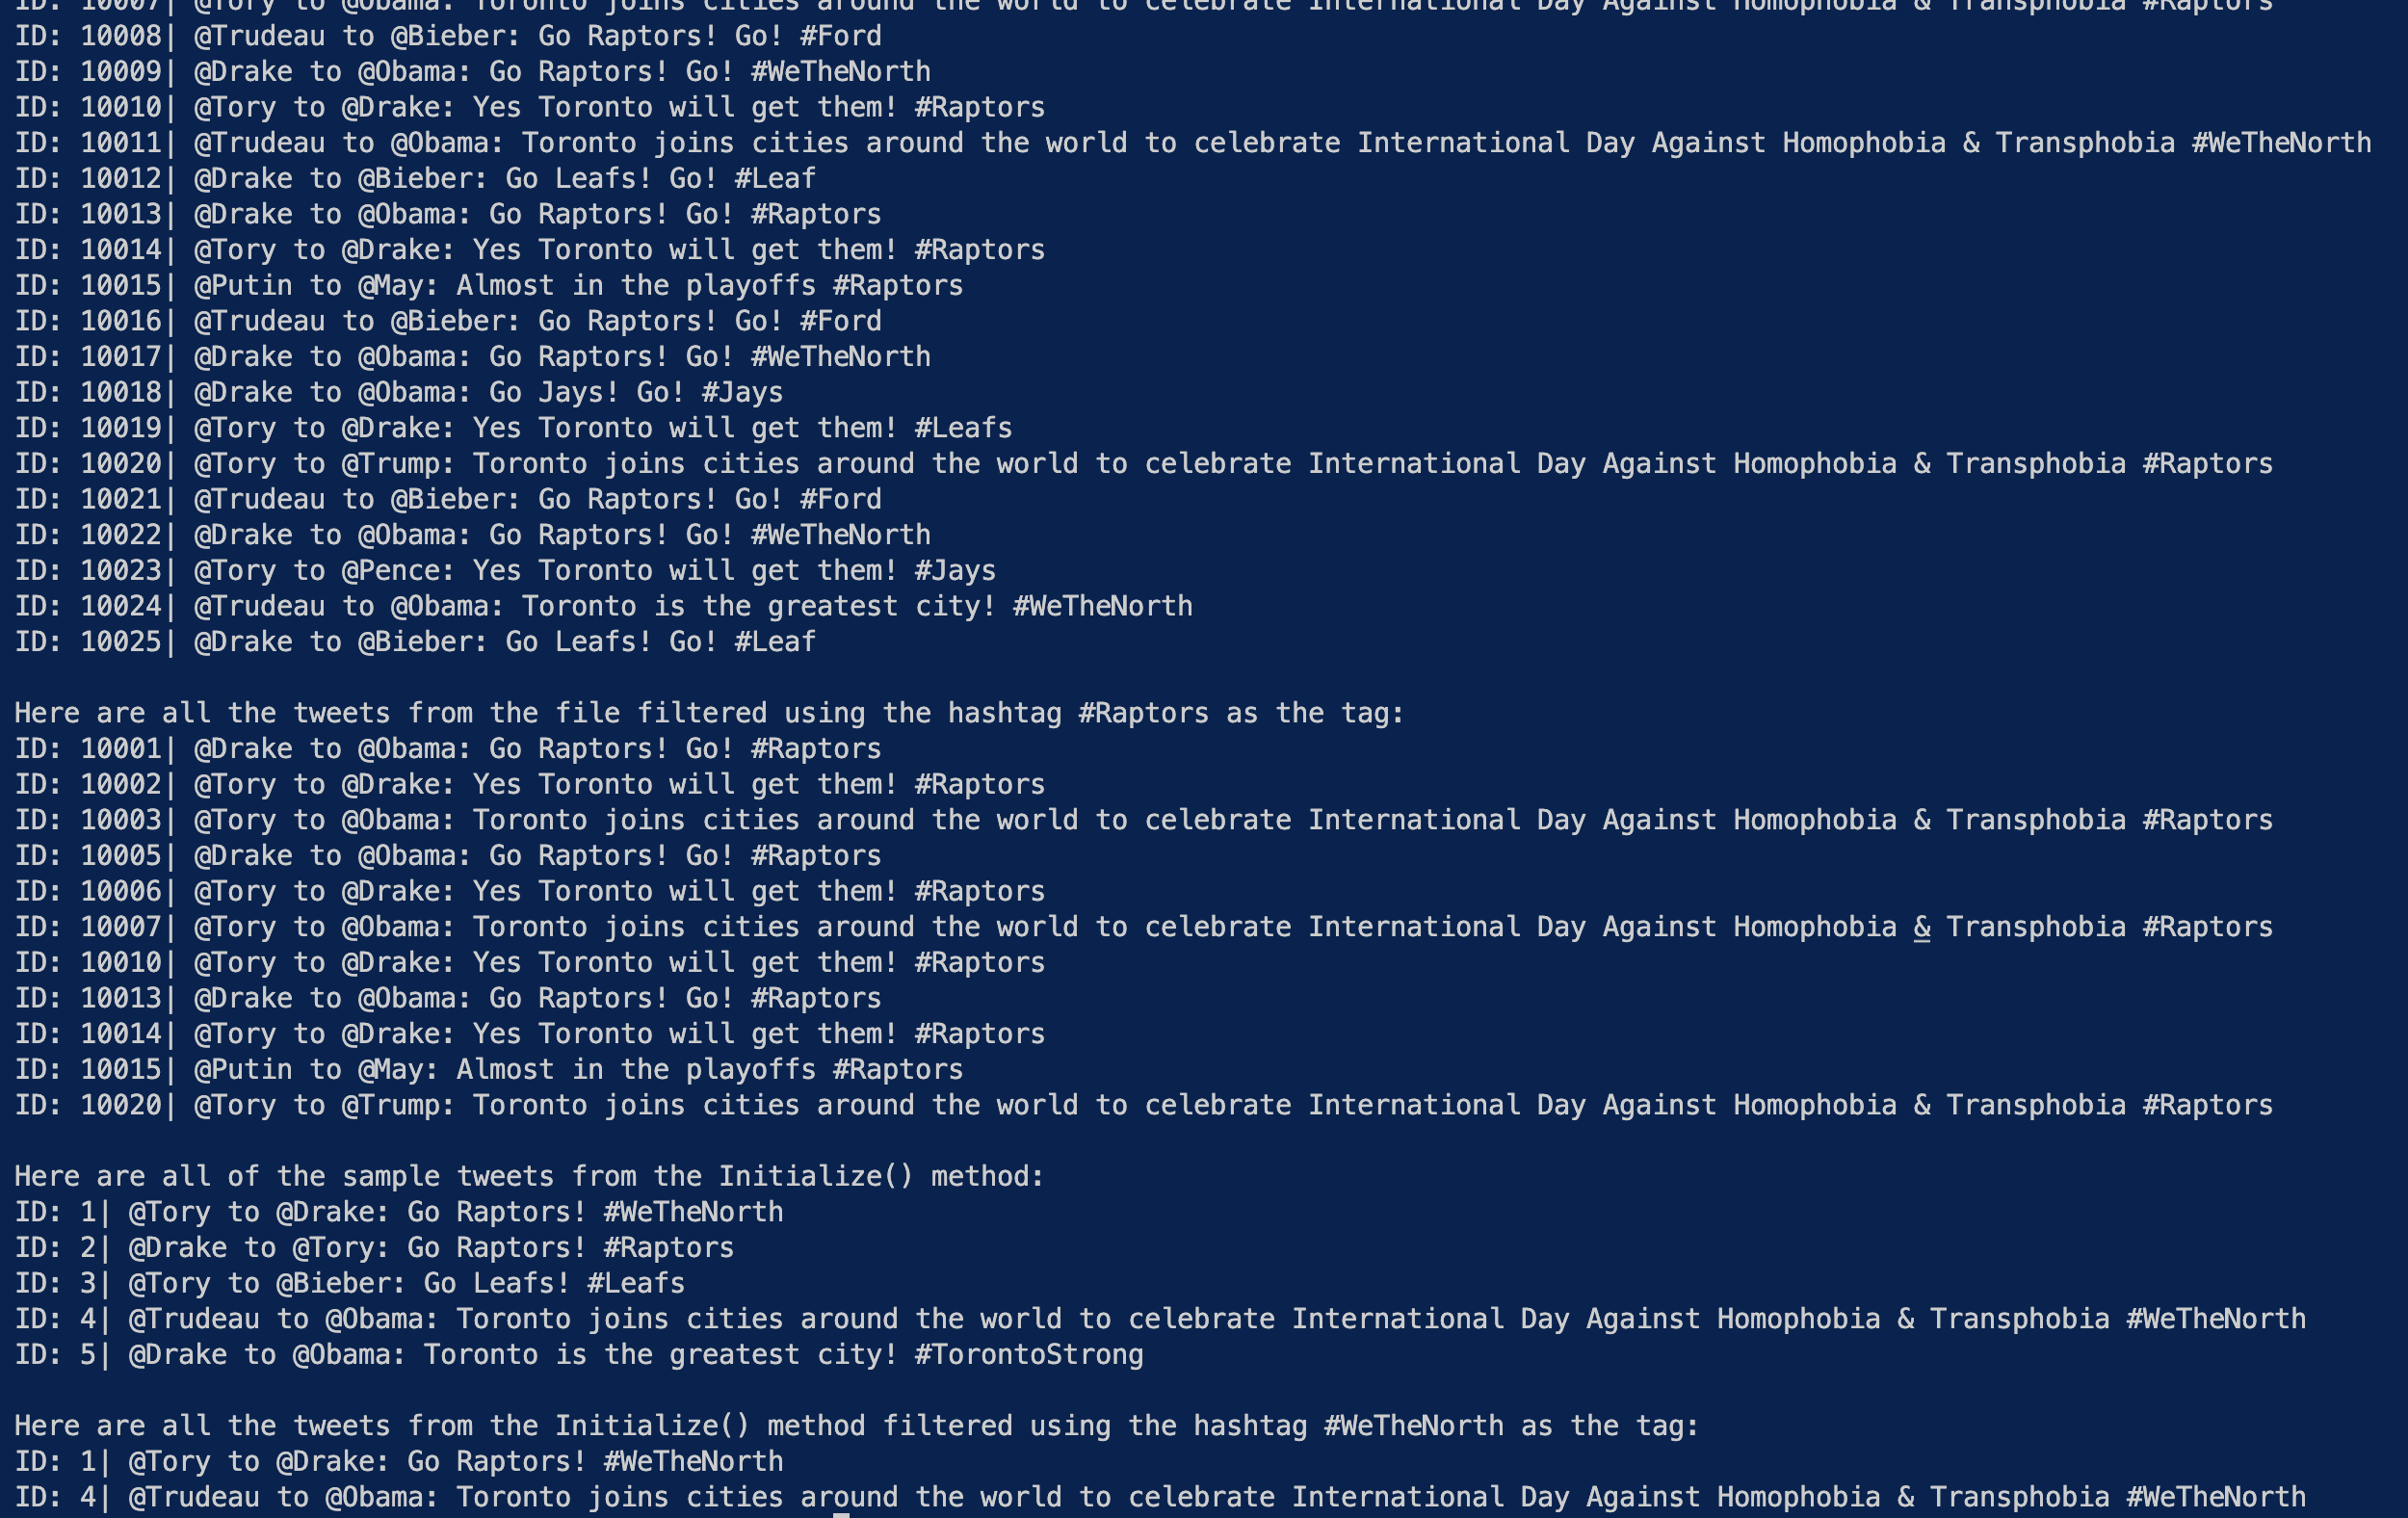 ID: 10007| @Tory to @Obama: Toronto joins cities around the world to celebrate International Day Against Homophobia & Transphobia #Raptors
ID: 10008| @Trudeau to @Bieber: Go Raptors! Go! #Ford
ID: 10009| @Drake to @Obama: Go Raptors! Go! #WeTheNorth
ID: 10010| @Tory to @Drake: Yes Toronto will get them! #Raptors
ID: 10011| @Trudeau to @Obama: Toronto joins cities around the world to celebrate International Day Against Homophobia & Transphobia #WeTheNorth
ID: 10012| @Drake to @Bieber: Go Leafs! Go! #Leaf
ID: 10013| @Drake to @Obama: Go Raptors! Go! #Raptors
ID: 10014| @Tory to @Drake: Yes Toronto will get them! #Raptors
ID: 10015| @Putin to @May: Almost in the playoffs #Raptors
ID: 10016| @Trudeau to @Bieber: Go Raptors! Go! #Ford
ID: 10017| @Drake to @Obama: Go Raptors! Go! #WeTheNorth
ID: 10018| @Drake to @Obama: Go Jays! Go! #Jays
ID: 10019| @Tory to @Drake: Yes Toronto will get them! #Leafs
ID: 10020| @Tory to @Trump: Toronto joins cities around the world to celebrate International Day Against Homophobia & Transphobia #Raptors
ID: 10021| @Trudeau to @Bieber: Go Raptors! Go! #Ford
ID: 10022| @Drake to @Obama: Go Raptors! Go! #WeTheNorth
ID: 10023| @Tory to @Pence: Yes Toronto will get them! #Jays
ID: 10024| @Trudeau to @Obama: Toronto is the greatest city! #WeTheNorth
ID: 10025| @Drake to @Bieber: Go Leafs! Go! #Leaf
Here are all the tweets from the file filtered using the hashtag #Raptors as the tag:
ID: 10001| @Drake to @Obama: Go Raptors! Go! #Raptors
ID: 10002| @Tory to @Drake: Yes Toronto will get them! #Raptors
ID: 10003| @Tory to @Obama: Toronto joins cities around the world to celebrate International Day Against Homophobia & Transphobia #Raptors
ID: 10005| @Drake to @Obama: Go Raptors! Go! #Raptors
ID: 10006| @Tory to @Drake: Yes Toronto will get them! #Raptors
ID: 10007| @Tory to @Obama: Toronto joins cities around the world to celebrate International Day Against Homophobia & Transphobia #Raptors
ID: 10010| @Tory to @Drake: Yes Toronto will get them! #Raptors
ID: 10013| @Drake to @Obama: Go Raptors! Go! #Raptors
ID: 10014| @Tory to @Drake: Yes Toronto will get them! #Raptors
ID: 10015| @Putin to @May: Almost in the playoffs #Raptors
ID: 10020| @Tory to @Trump: Toronto joins cities around the world to celebrate International Day Against Homophobia & Transphobia #Raptors
Here are all of the sample tweets from the Initialize() method:
ID: 1| @Tory to @Drake: Go Raptors! #WeTheNorth
ID: 2| @Drake to @Tory: Go Raptors! #Raptors
ID: 3| @Tory to @Bieber: Go Leafs! #Leafs
ID: 4| @Trudeau to @Obama: Toronto joins cities around the world to celebrate International Day Against Homophobia & Transphobia #WeTheNorth
ID: 5| @Drake to @Obama: Toronto is the greatest city! #TorontoStrong
Here are all the tweets from the Initialize() method filtered using the hashtag #WeTheNorth as the tag:
ID: 1| @Tory to @Drake: Go Raptors! #WeTheNorth
ID: 4| @Trudeau to @Obama: Toronto joins cities around the world to celebrate International Day Against Homophobia & Transphobia #WeTheNorth